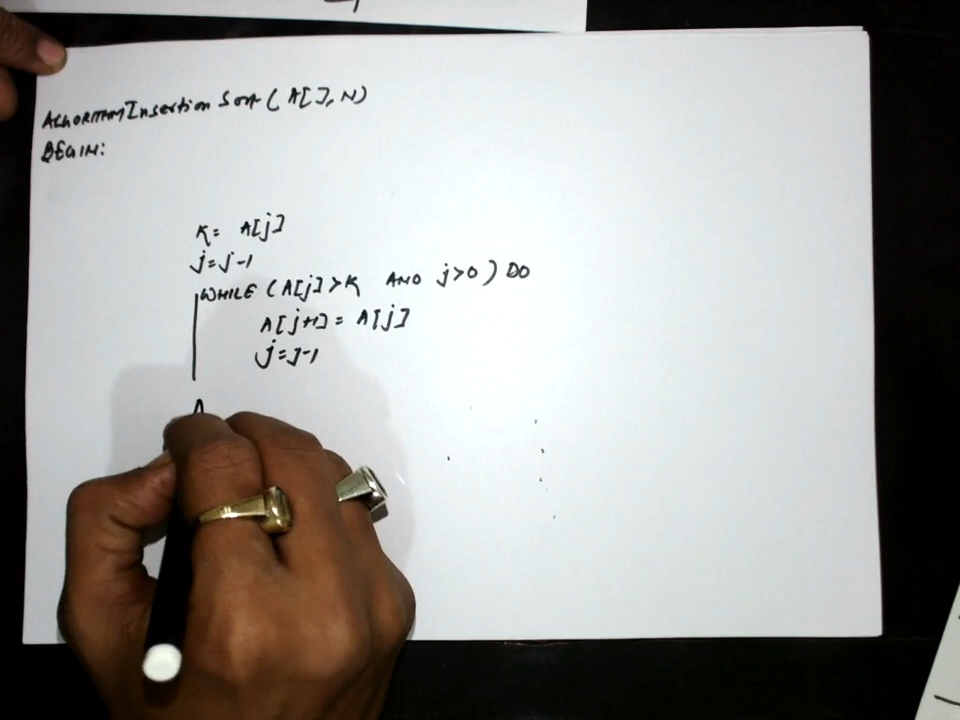 ALGORITHM Insertion Sort (A[], N)
BEGIN:
K = A[j]
j = j-1
WHILE (A[j] > K AND j > 0) DO
A[j+1] = A[j]
j = j-1
A